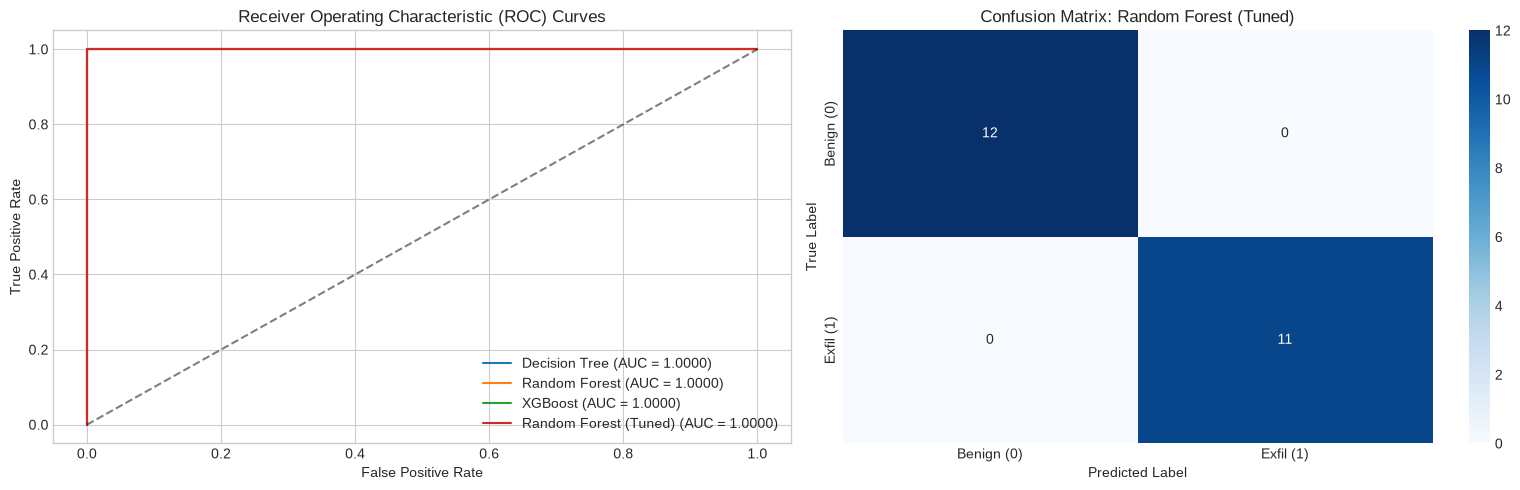 Receiver Operating Characteristic (ROC) Curves
True Positive Rate
1.0
0.8
0.6
0.4
0.2
0.0
Decision Tree (AUC = 1.0000)
Random Forest (AUC = 1.0000)
XGBoost (AUC = 1.0000)
Random Forest (Tuned) (AUC = 1.0000)
0.0 0.2 0.4 0.6 0.8 1.0
False Positive Rate
Confusion Matrix: Random Forest (Tuned)
True Label
Benign (0)
12 0
Exfil (1)
0 11
Benign (0) Exfil (1)
Predicted Label
12
10
8
6
4
2
0